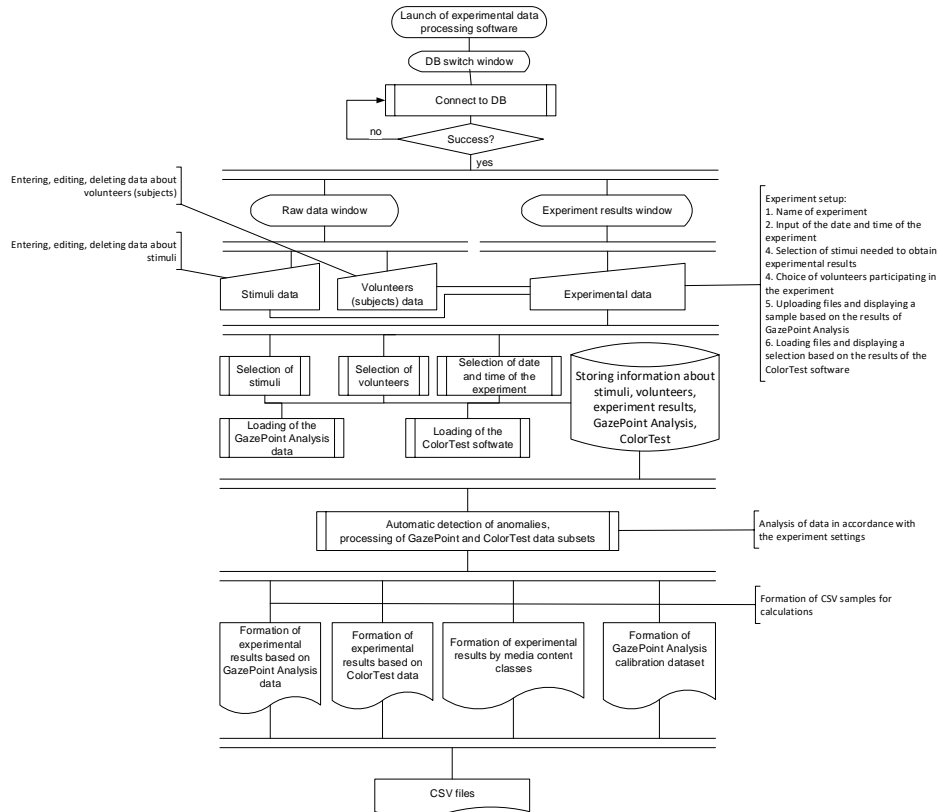 Launch of experimental data
processing software
DB switch window
Connect to DB
no
Success?
yes
Entering, editing, deleting data about
volunteers (subjects)
Raw data window
Experiment results window
Entering, editing, deleting data about
stimuli
Stimuli data
Volunteers
(subjects) data
Experimental data
Experiment setup:
1. Name of experiment
2. Input of the date and time of the
experiment
4. Selection of stimui needed to obtain
experimental results
4. Choice of volunteers participating in
the experiment
5. Uploading files and displaying a
sample based on the results of
GazePoint Analysis
6. Loading files and displaying a
selection based on the results of the
ColorTest software
Selection of
stimuli
Selection of
volunteers
Selection of date
and time of the
experiment
Storing information about
stimuli, volunteers,
experiment results,
GazePoint Analysis,
ColorTest
Loading of the
GazePoint Analysis
data
Loading of the
ColorTest softwate
Automatic detection of anomalies,
processing of GazePoint and ColorTest data subsets
Analysis of data in accordance with
the experiment settings
Formation of CSV samples for
calculations
Formation of
experimental
results based on
GazePoint Analysis
data
Formation of
experimental
results based on
ColorTest data
Formation of experimental
results by media content
classes
Formation of
GazePoint Analysis
calibration dataset
CSV files